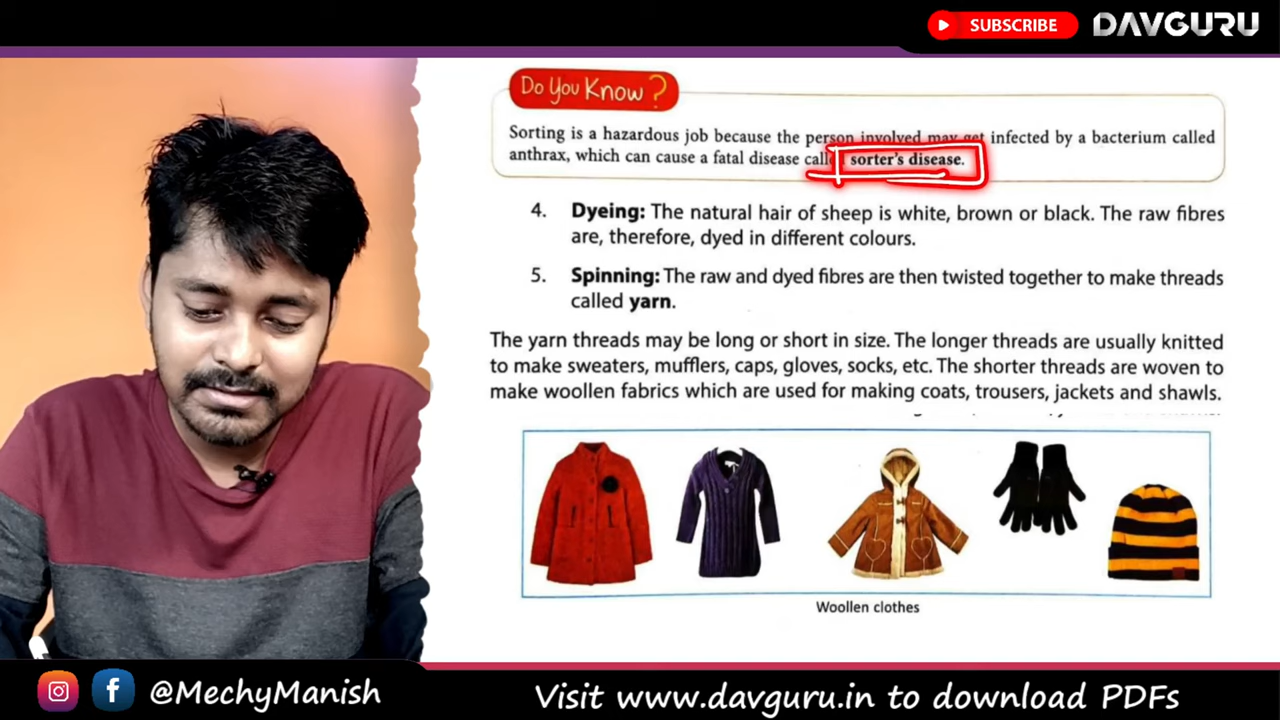 SUBSCRIBE DAVGURU
Do You Know ?
Sorting is a hazardous job because the person involved may get infected by a bacterium called
anthrax, which can cause a fatal disease called sorter's disease.
4. Dyeing: The natural hair of sheep is white, brown or black. The raw fibres
are, therefore, dyed in different colours.
5. Spinning: The raw and dyed fibres are then twisted together to make threads
called yarn.
The yarn threads may be long or short in size. The longer threads are usually knitted
to make sweaters, mufflers, caps, gloves, socks, etc. The shorter threads are woven to
make woollen fabrics which are used for making coats, trousers, jackets and shawls.
Woollen clothes
@MechyManish
Visit www.davguru.in to download PDFs